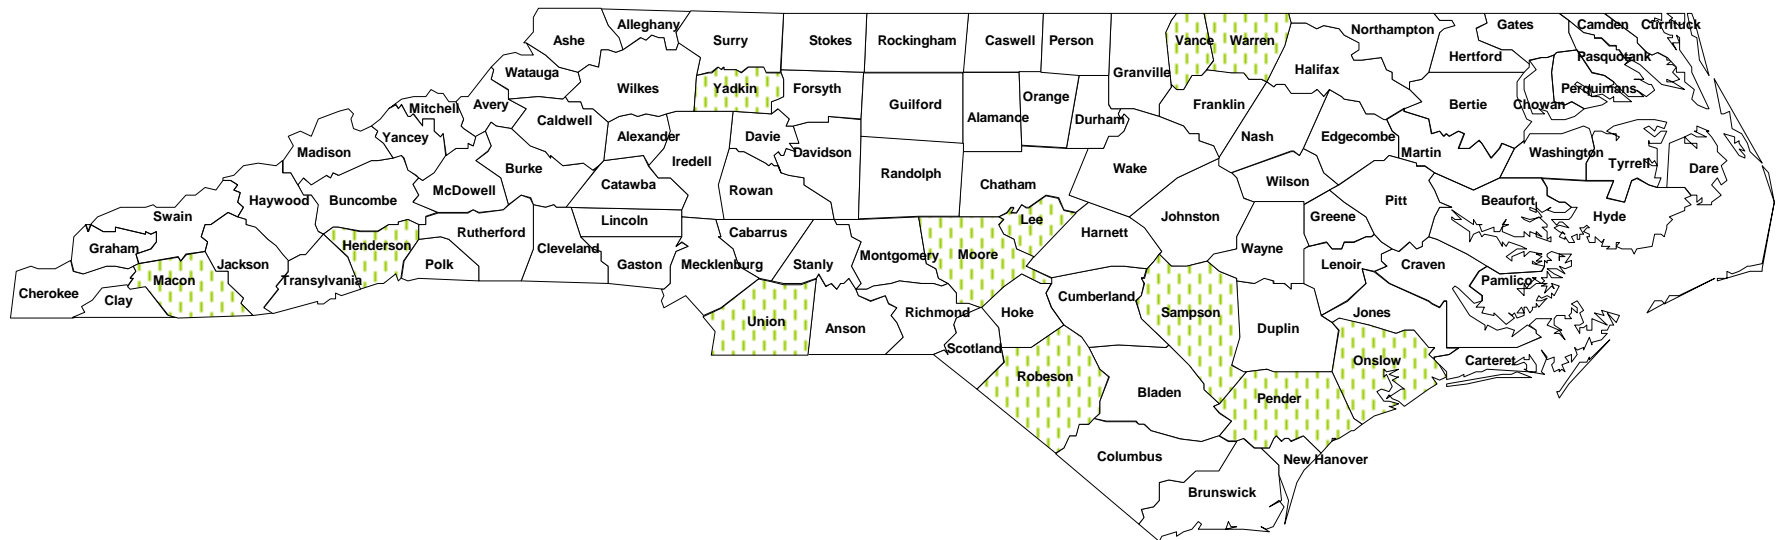 Alleghany
Northampton
Gates
Camden
Currituck
Ashe
Surry
Stokes
Rockingham
Caswell
Person
Vance
Warren
Hertford
Pasquotank
Watauga
Granville
Halifax
Wilkes
Yadkin
Forsyth
Perquimans
Mitchell
Avery
Guilford
Orange
Franklin
Bertie
Chowan
Caldwell
Alamance
Durham
Yancey
Alexander
Davie
Nash
Edgecombe
Madison
Davidson
Martin
Washington
Iredell
Tyrrell
Burke
Wake
Dare
Randolph
McDowell
Catawba
Rowan
Chatham
Wilson
Haywood
Buncombe
Pitt
Beaufort
Swain
Lincoln
Lee
Johnston
Greene
Hyde
Rutherford
Cabarrus
Harnett
Graham
Henderson
Cleveland
Wayne
Polk
Jackson
Gaston
Mecklenburg
Stanly
Montgomery
Moore
Lenoir
Craven
Macon
Transylvania
Pamlico
Cherokee
Clay
Cumberland
Union
Anson
Richmond
Hoke
Sampson
Jones
Duplin
Scotland
Onslow
Carteret
Robeson
Bladen
Pender
Columbus
New Hanover
Brunswick